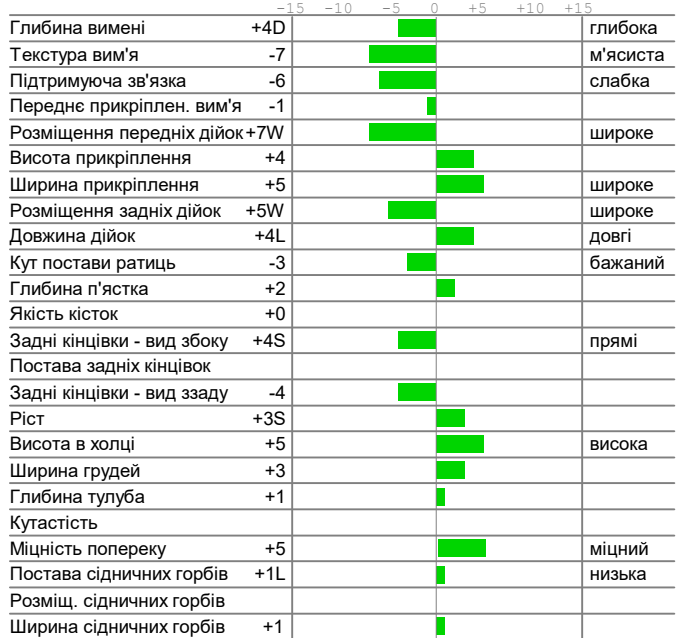 -15 -10 -5 0 +5 +10 +15
Глибина вимені +4D глибока
Текстура вим'я -7 м'ясиста
Підтримуюча зв'язка -6 слабка
Переднє прикріплен. вим'я -1
Розміщення передніх дійок +7W широке
Висота прикріплення +4
Ширина прикріплення +5 широке
Розміщення задніх дійок +5W широке
Довжина дійок +4L довгі
Кут постави ратиць -3 бажаний
Глибина п'ястка +2
Якість кісток +0
Задні кінцівки - вид збоку +4S прямі
Постава задніх кінцівок
Задні кінцівки - вид ззаду -4
Ріст +3S
Висота в холці +5 висока
Ширина грудей +3
Глибина тулуба +1
Кутастість
Міцність попереку +5 міцний
Постава сідничних горбів +1L низька
Розміщ. сідничних горбів
Ширина сідничних горбів +1